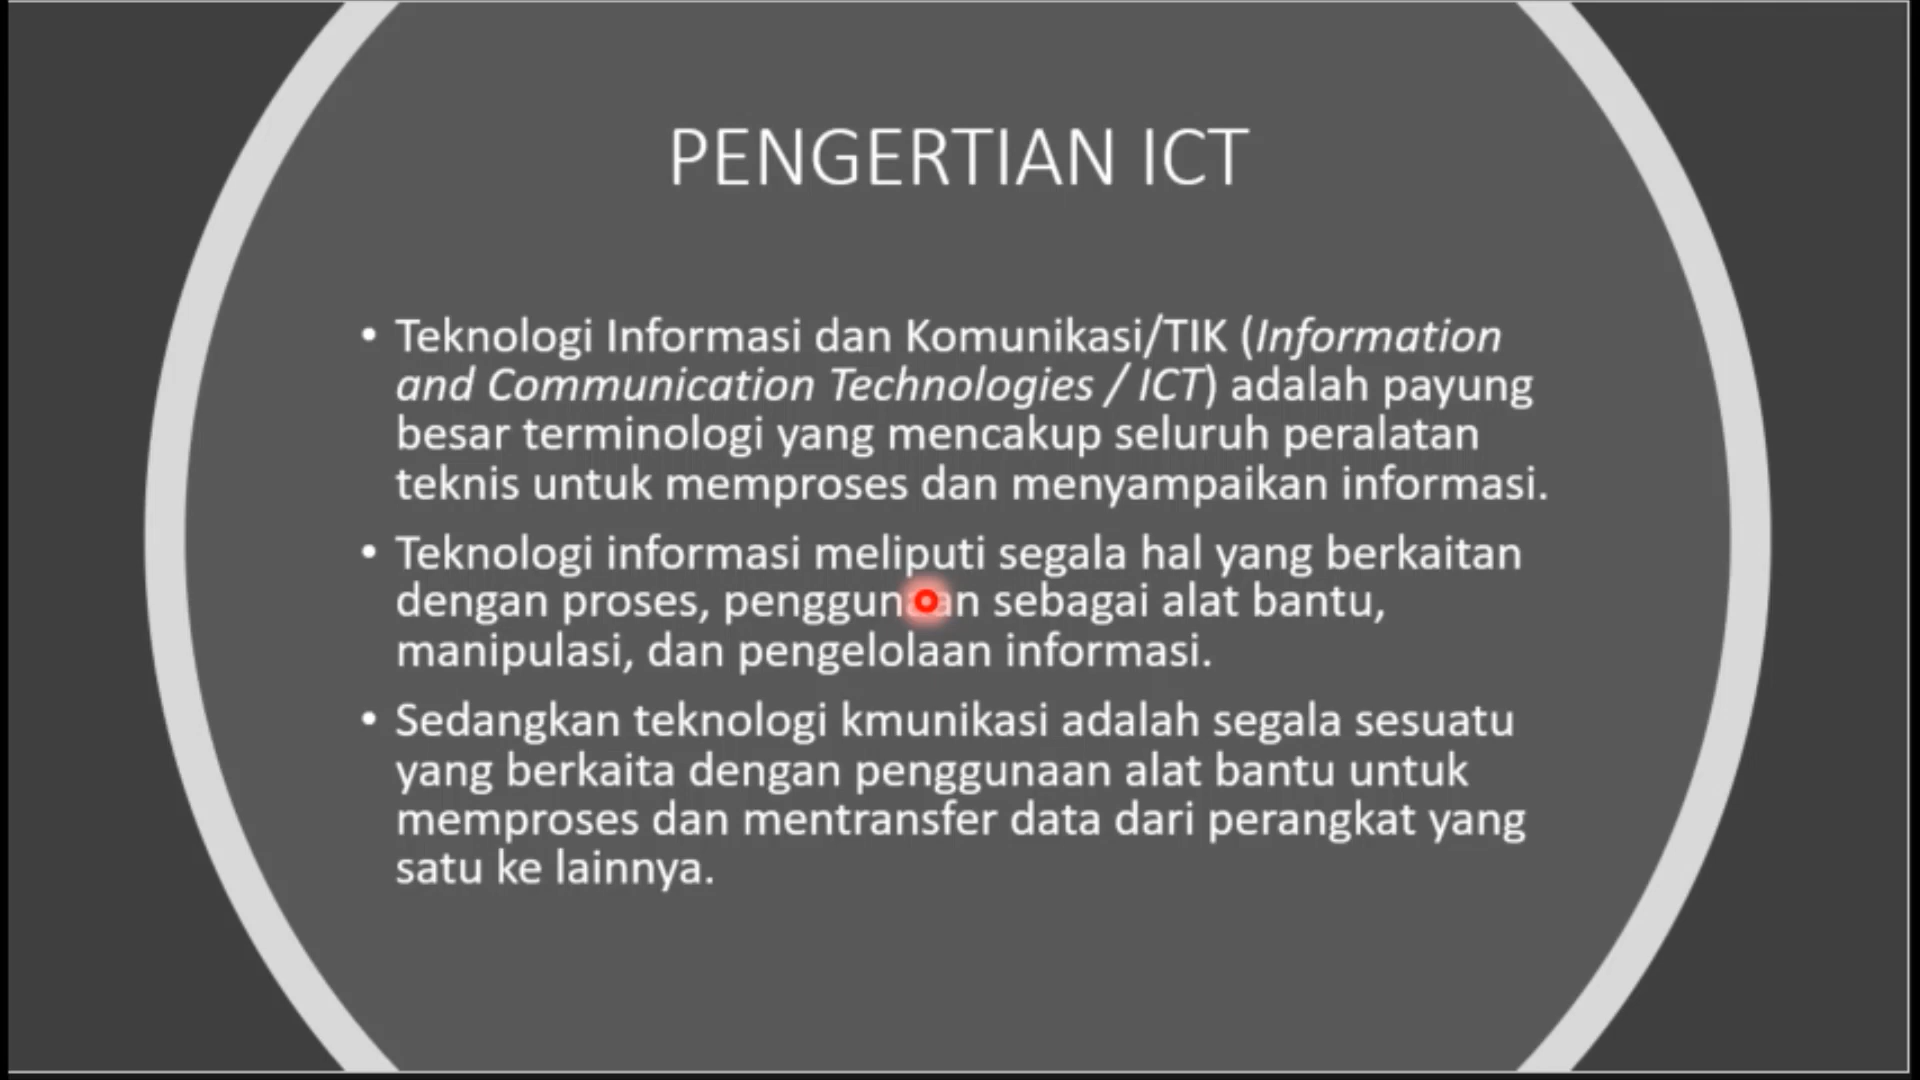 PENGERTIAN ICT
• Teknologi Informasi dan Komunikasi/TIK (Information
and Communication Technologies / ICT) adalah payung
besar terminologi yang mencakup seluruh peralatan
teknis untuk memproses dan menyampaikan informasi.
• Teknologi informasi meliputi segala hal yang berkaitan
dengan proses, penggunaan sebagai alat bantu,
manipulasi, dan pengelolaan informasi.
• Sedangkan teknologi kmunikasi adalah segala sesuatu
yang berkaita dengan penggunaan alat bantu untuk
memproses dan mentransfer data dari perangkat yang
satu ke lainnya.